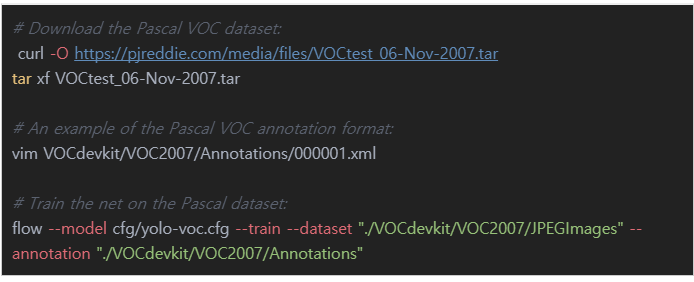 # Download the Pascal VOC dataset:
curl -O https://pjreddie.com/media/files/VOCtest_06-Nov-2007.tar
tar xf VOCtest_06-Nov-2007.tar
# An example of the Pascal VOC annotation format:
vim VOCdevkit/VOC2007/Annotations/000001.xml
# Train the net on the Pascal dataset:
flow --model cfg/yolo-voc.cfg --train --dataset "./VOCdevkit/VOC2007/JPEGImages" --
annotation "./VOCdevkit/VOC2007/Annotations"